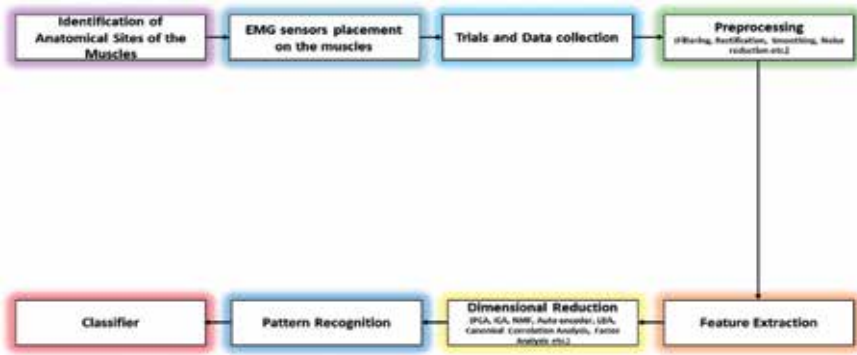 Identification of
Anatomical Sites of the
Muscles
EMG sensors placement
on the muscles
Trials and Data collection
Preprocessing
(Filtering, Rectification, Smoothing, Noise
reduction etc.)
Feature Extraction
Dimensional Reduction
(PCA, ICA, NMF, Auto encoder, LDA,
Canonical Correlation Analysis, Factor
Analysis etc.)
Pattern Recognition
Classifier